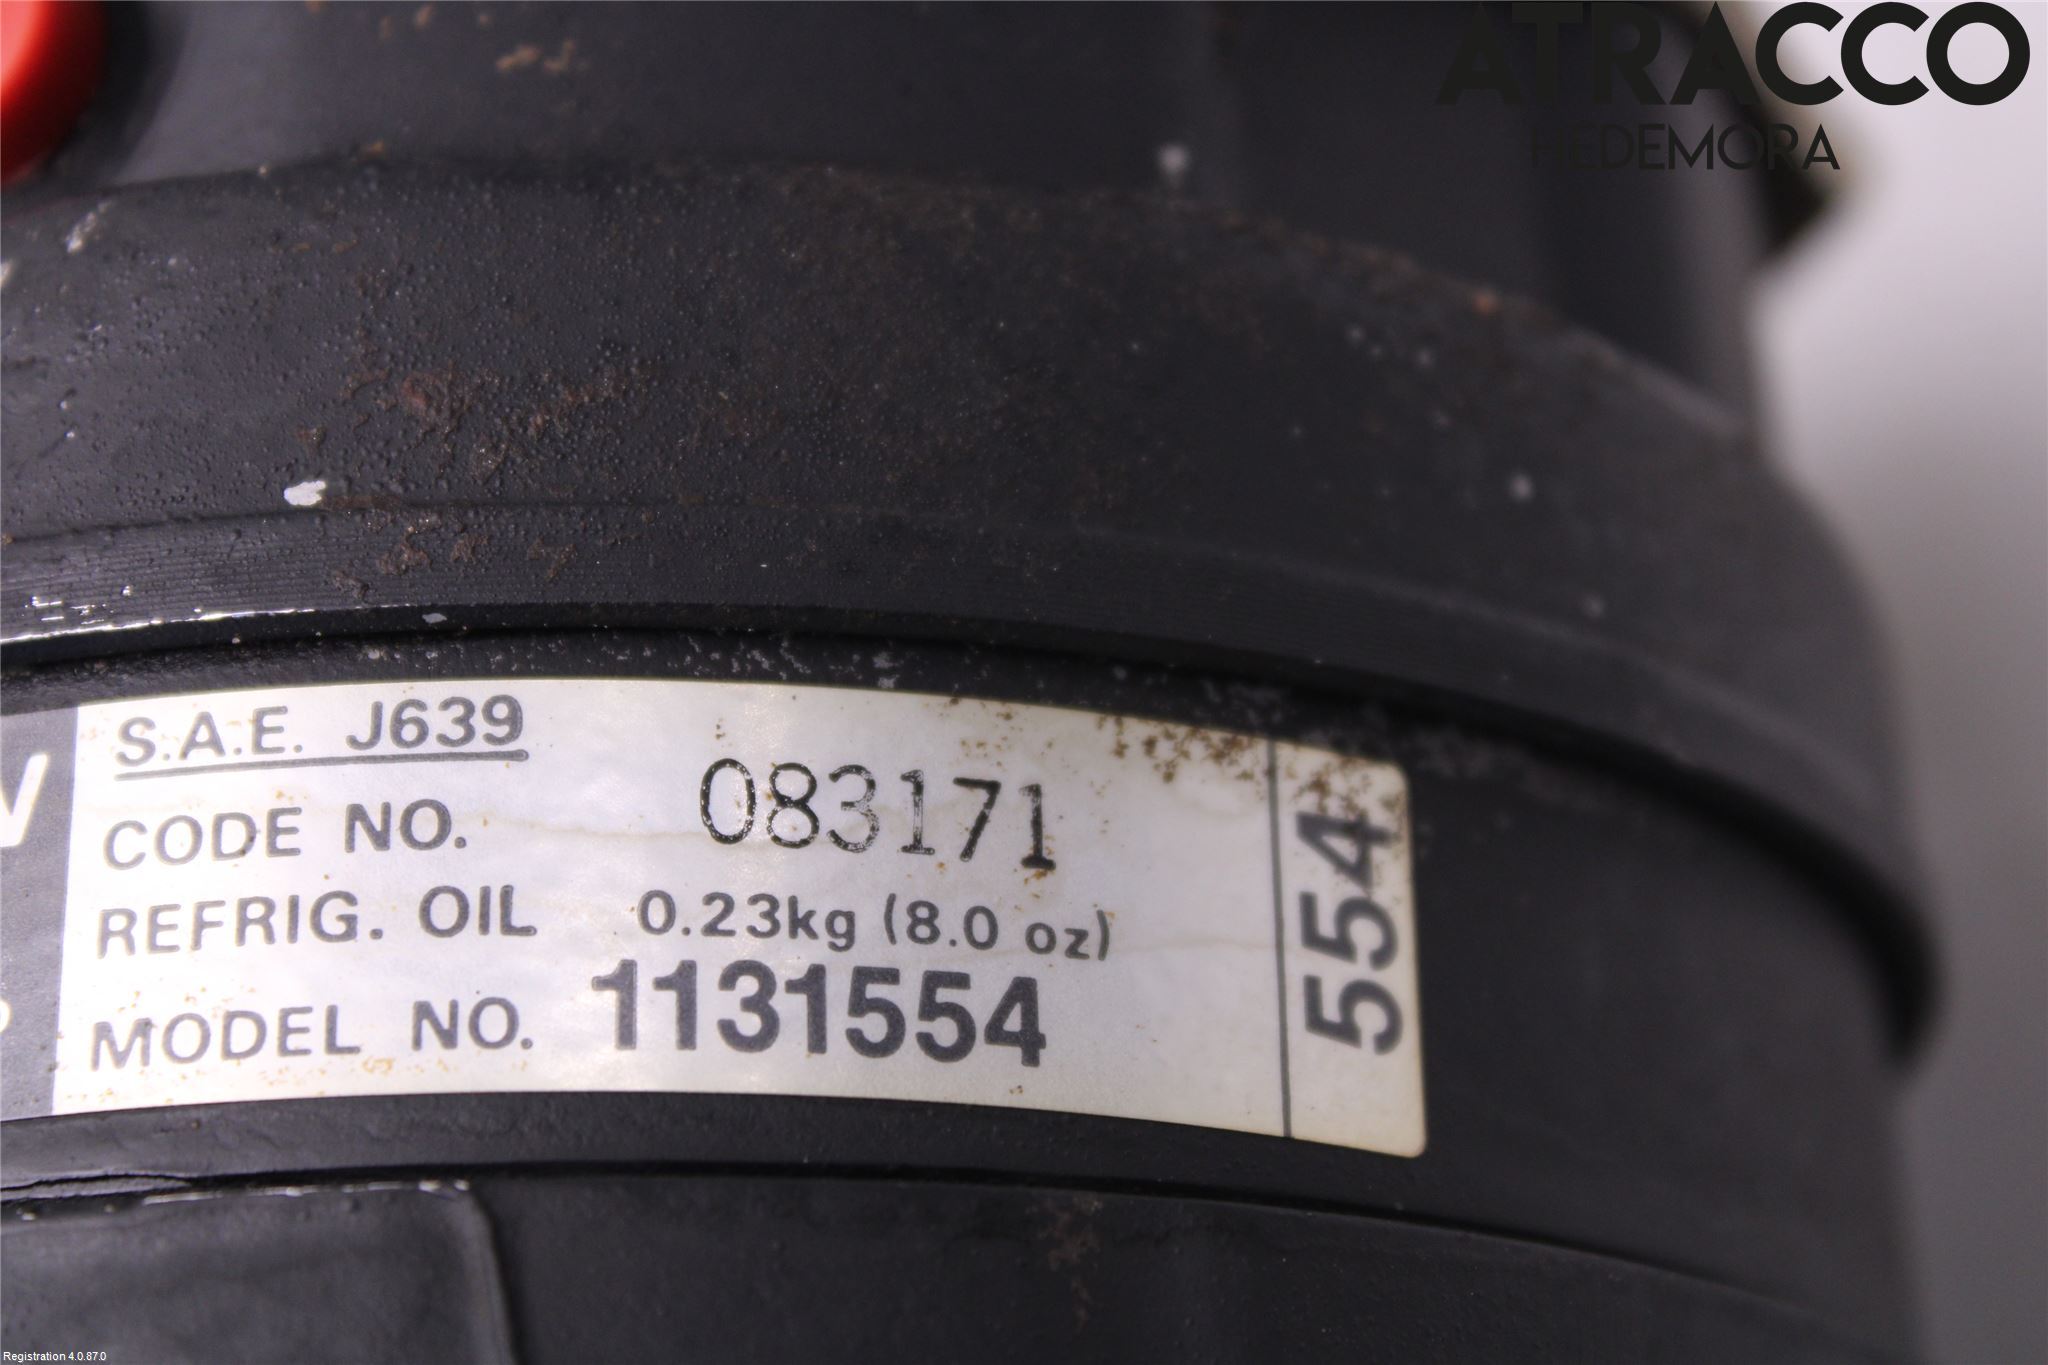 ATRACCO
HEDEMORA
S.A.E. J639
CODE NO. 083171
REFRIG. OIL 0.23kg (8.0 oz)
MODEL NO. 1131554
554
Registration 4.0.87.0